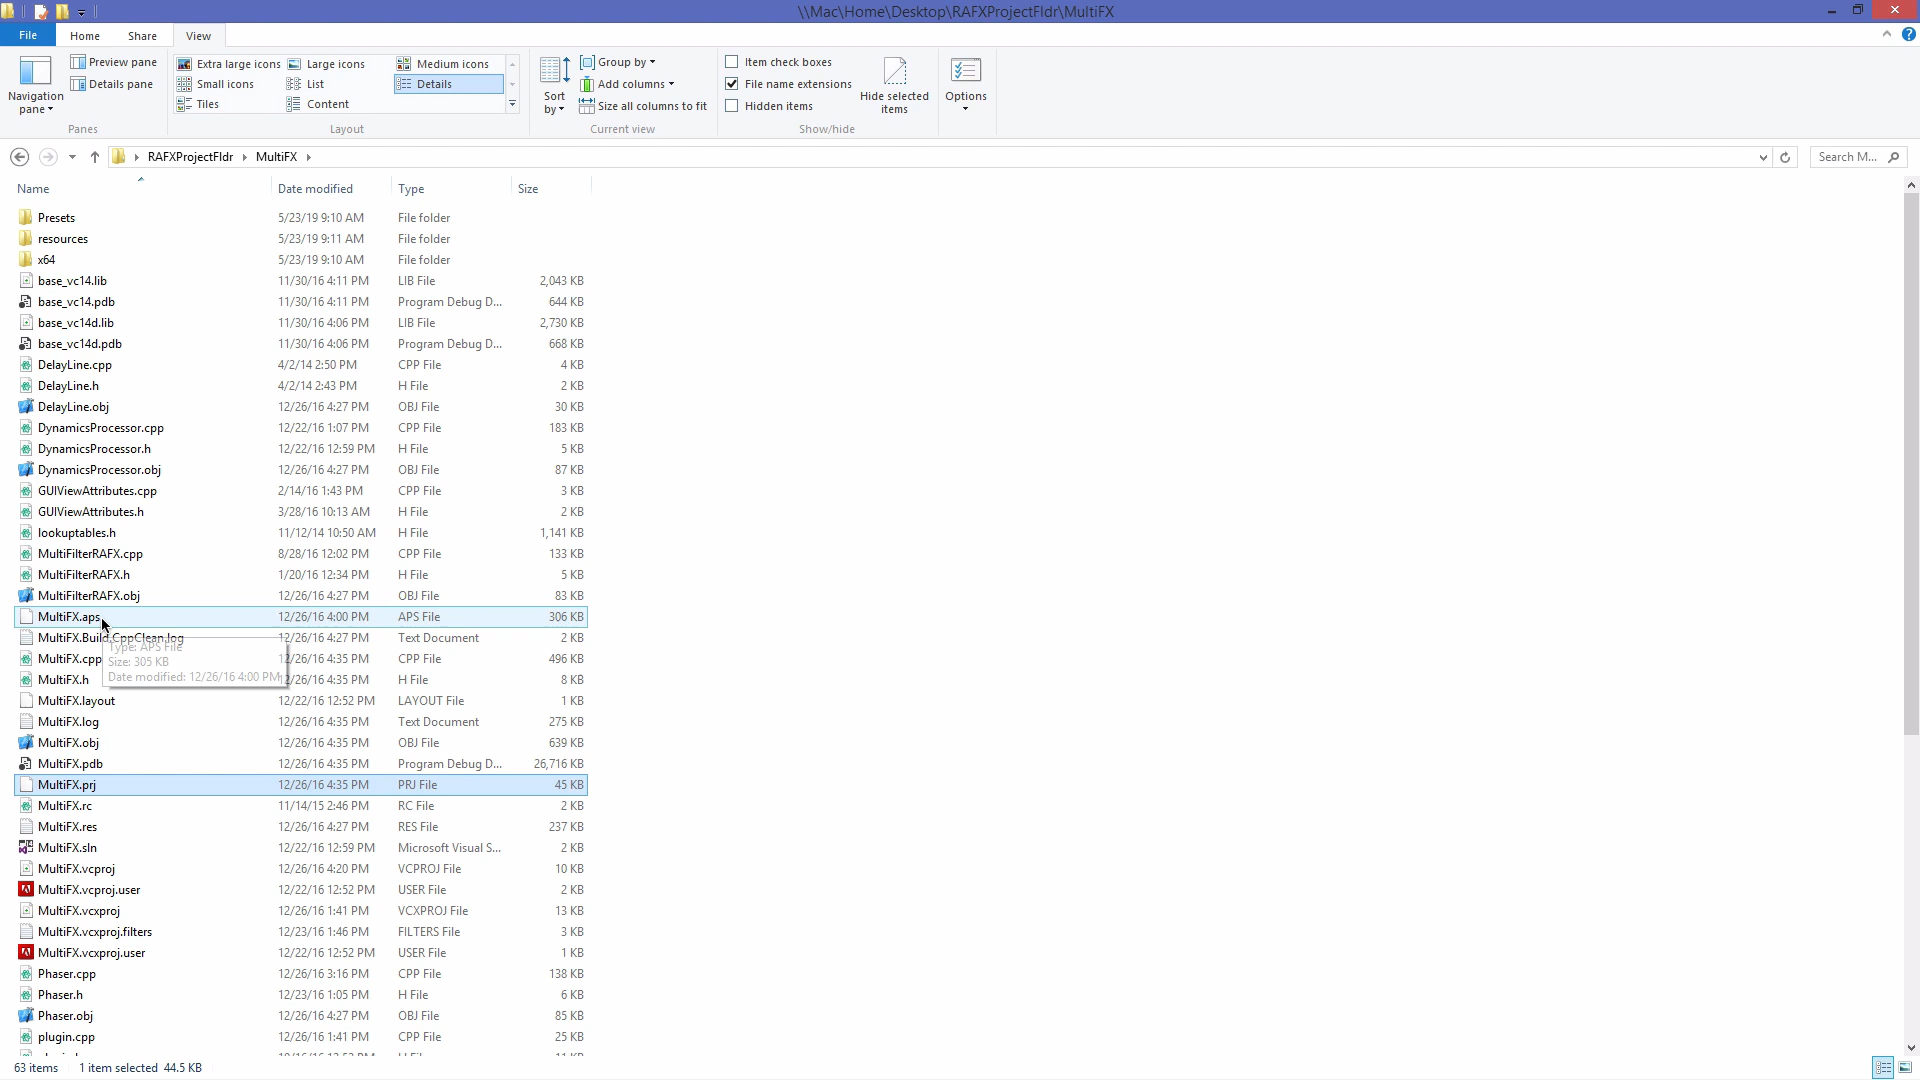 \\Mac\Home\Desktop\RAFXProjectFldr\MultiFX
File Home Share View
Navigation pane
Preview pane
Details pane
Panes
Extra large icons Large icons Medium icons
Small icons List Details
Tiles Content
Layout
Sort by
Group by
Add columns
Size all columns to fit
Current view
Item check boxes
File name extensions
Hidden items
Hide selected items
Show/hide
Options
RAFXProjectFldr MultiFX
Search M...
Name Date modified Type Size
Presets 5/23/19 9:10 AM File folder
resources 5/23/19 9:11 AM File folder
x64 5/23/19 9:10 AM File folder
base_vc14.lib 11/30/16 4:11 PM LIB File 2,043 KB
base_vc14.pdb 11/30/16 4:11 PM Program Debug D... 644 KB
base_vc14d.lib 11/30/16 4:06 PM LIB File 2,730 KB
base_vc14d.pdb 11/30/16 4:06 PM Program Debug D... 668 KB
DelayLine.cpp 4/2/14 2:50 PM CPP File 4 KB
DelayLine.h 4/2/14 2:43 PM H File 2 KB
DelayLine.obj 12/26/16 4:27 PM OBJ File 30 KB
DynamicsProcessor.cpp 12/22/16 1:07 PM CPP File 183 KB
DynamicsProcessor.h 12/22/16 12:59 PM H File 5 KB
DynamicsProcessor.obj 12/26/16 4:27 PM OBJ File 87 KB
GUIViewAttributes.cpp 2/14/16 1:43 PM CPP File 3 KB
GUIViewAttributes.h 3/28/16 10:13 AM H File 2 KB
lookuptables.h 11/12/14 10:50 AM H File 1,141 KB
MultiFilterRAFX.cpp 8/28/16 12:02 PM CPP File 133 KB
MultiFilterRAFX.h 1/20/16 12:34 PM H File 5 KB
MultiFilterRAFX.obj 12/26/16 4:27 PM OBJ File 83 KB
MultiFX.aps 12/26/16 4:00 PM APS File 306 KB
MultiFX.Build.CppClean.log 12/26/16 4:27 PM Text Document 2 KB
Type: APS File
Size: 305 KB
Date modified: 12/26/16 4:00 PM
MultiFX.cpp 12/26/16 4:35 PM CPP File 496 KB
MultiFX.h 12/26/16 4:35 PM H File 8 KB
MultiFX.layout 12/22/16 12:52 PM LAYOUT File 1 KB
MultiFX.log 12/26/16 4:35 PM Text Document 275 KB
MultiFX.obj 12/26/16 4:35 PM OBJ File 639 KB
MultiFX.pdb 12/26/16 4:35 PM Program Debug D... 26,716 KB
MultiFX.prj 12/26/16 4:35 PM PRJ File 45 KB
MultiFX.rc 11/14/15 2:46 PM RC File 2 KB
MultiFX.res 12/26/16 4:27 PM RES File 237 KB
MultiFX.sln 12/22/16 12:59 PM Microsoft Visual S... 2 KB
MultiFX.vcproj 12/26/16 4:20 PM VCPROJ File 10 KB
MultiFX.vcproj.user 12/22/16 12:52 PM USER File 2 KB
MultiFX.vcxproj 12/26/16 1:41 PM VCXPROJ File 13 KB
MultiFX.vcxproj.filters 12/23/16 1:46 PM FILTERS File 3 KB
MultiFX.vcxproj.user 12/22/16 12:52 PM USER File 1 KB
Phaser.cpp 12/26/16 3:16 PM CPP File 138 KB
Phaser.h 12/23/16 1:05 PM H File 6 KB
Phaser.obj 12/26/16 4:27 PM OBJ File 85 KB
plugin.cpp 12/26/16 1:41 PM CPP File 25 KB
63 items 1 item selected 44.5 KB